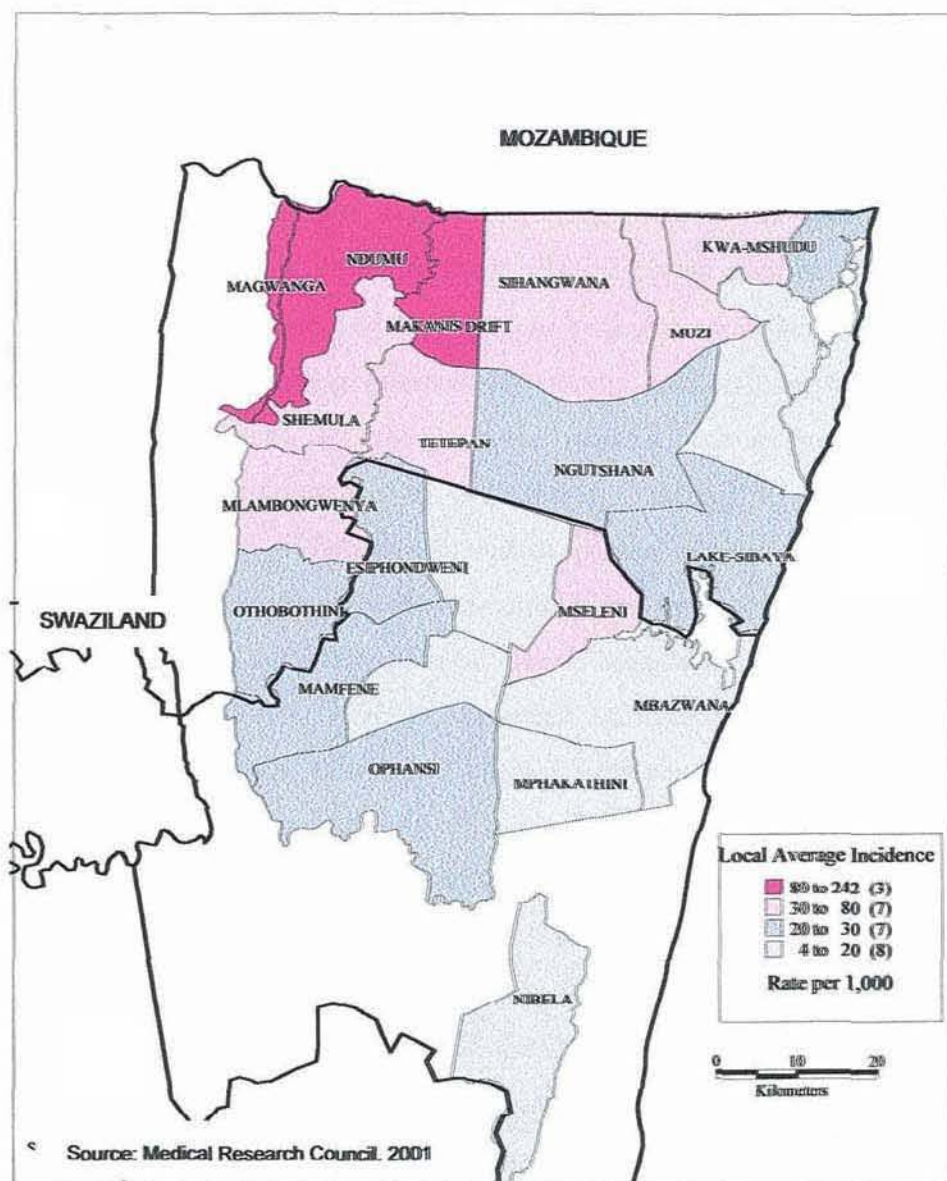 MOZAMBIQUE
KWA-MSHUDU
NDUMU
SIHANGWANA
MAGWANGA
MAKANIS DRIFT
MUZI
SHEMULA
TETEPAN
NGUTSHANA
MLAMBONGWENYA
LAKE-SIBAYA
ESIPHONDWENI
OTHOBOTHINI
MSELENI
SWAZILAND
MAMFENE
MBAZWANA
OPHANSI
MPHAKATHINI
Local Average Incidence
80 to 242 (3)
30 to 80 (7)
20 to 30 (7)
4 to 20 (8)
Rate per 1,000
NIBELA
0 10 20
Kilometers
s Source: Medical Research Council. 2001